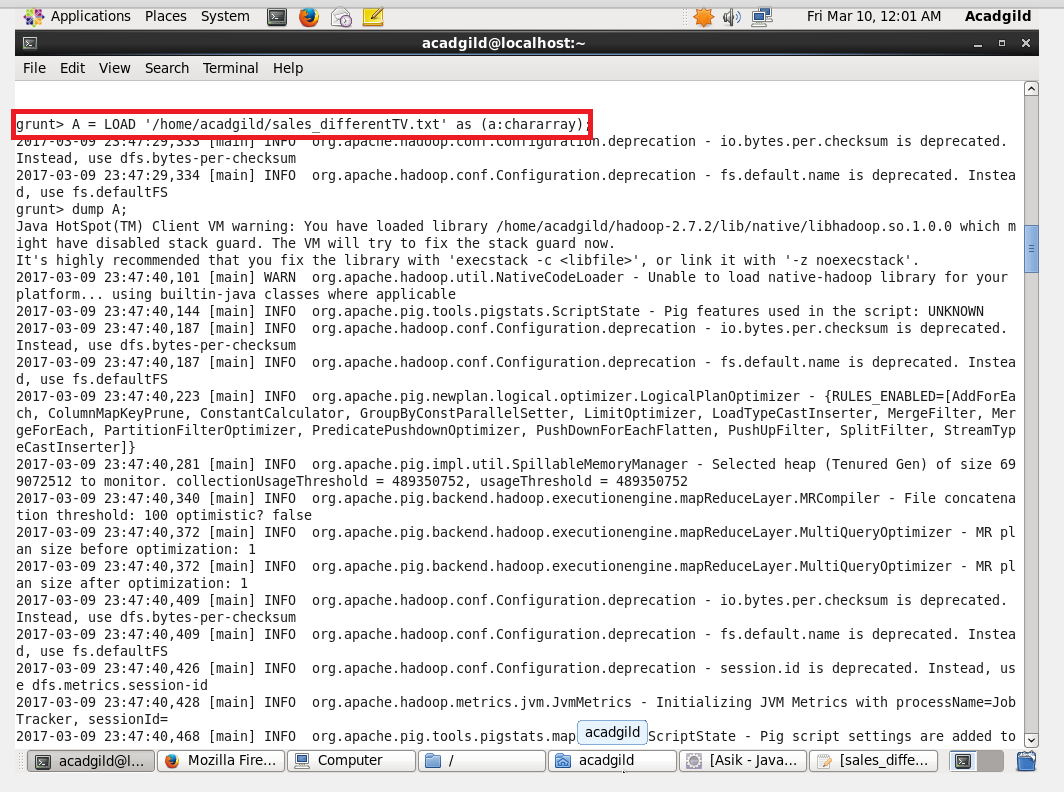 Applications Places System Fri Mar 10, 12:01 AM Acadgild
acadgild@localhost:~
File Edit View Search Terminal Help
grunt> A = LOAD '/home/acadgild/sales_differentTV.txt' as (a:chararray);
2017-03-09 23:47:29,333 [main] INFO  org.apache.hadoop.conf.Configuration.deprecation - io.bytes.per.checksum is deprecated.
Instead, use dfs.bytes-per-checksum
2017-03-09 23:47:29,334 [main] INFO  org.apache.hadoop.conf.Configuration.deprecation - fs.default.name is deprecated. Instea
d, use fs.defaultFS
grunt> dump A;
Java HotSpot(TM) Client VM warning: You have loaded library /home/acadgild/hadoop-2.7.2/lib/native/libhadoop.so.1.0.0 which m
ight have disabled stack guard. The VM will try to fix the stack guard now.
It's highly recommended that you fix the library with 'execstack -c <libfile>', or link it with '-z noexecstack'.
2017-03-09 23:47:40,101 [main] WARN  org.apache.hadoop.util.NativeCodeLoader - Unable to load native-hadoop library for your
platform... using builtin-java classes where applicable
2017-03-09 23:47:40,144 [main] INFO  org.apache.pig.tools.pigstats.ScriptState - Pig features used in the script: UNKNOWN
2017-03-09 23:47:40,187 [main] INFO  org.apache.hadoop.conf.Configuration.deprecation - io.bytes.per.checksum is deprecated.
Instead, use dfs.bytes-per-checksum
2017-03-09 23:47:40,187 [main] INFO  org.apache.hadoop.conf.Configuration.deprecation - fs.default.name is deprecated. Instea
d, use fs.defaultFS
2017-03-09 23:47:40,223 [main] INFO  org.apache.pig.newplan.logical.optimizer.LogicalPlanOptimizer - {RULES_ENABLED=[AddForEa
ch, ColumnMapKeyPrune, ConstantCalculator, GroupByConstParallelSetter, LimitOptimizer, LoadTypeCastInserter, MergeFilter, Mer
geForEach, PartitionFilterOptimizer, PredicatePushdownOptimizer, PushDownForEachFlatten, PushUpFilter, SplitFilter, StreamTyp
eCastInserter]}
2017-03-09 23:47:40,281 [main] INFO  org.apache.pig.impl.util.SpillableMemoryManager - Selected heap (Tenured Gen) of size 69
9072512 to monitor. collectionUsageThreshold = 489350752, usageThreshold = 489350752
2017-03-09 23:47:40,340 [main] INFO  org.apache.pig.backend.hadoop.executionengine.mapReduceLayer.MRCompiler - File concatena
tion threshold: 100 optimistic? false
2017-03-09 23:47:40,372 [main] INFO  org.apache.pig.backend.hadoop.executionengine.mapReduceLayer.MultiQueryOptimizer - MR pl
an size before optimization: 1
2017-03-09 23:47:40,372 [main] INFO  org.apache.pig.backend.hadoop.executionengine.mapReduceLayer.MultiQueryOptimizer - MR pl
an size after optimization: 1
2017-03-09 23:47:40,409 [main] INFO  org.apache.hadoop.conf.Configuration.deprecation - io.bytes.per.checksum is deprecated.
Instead, use dfs.bytes-per-checksum
2017-03-09 23:47:40,409 [main] INFO  org.apache.hadoop.conf.Configuration.deprecation - fs.default.name is deprecated. Instea
d, use fs.defaultFS
2017-03-09 23:47:40,426 [main] INFO  org.apache.hadoop.conf.Configuration.deprecation - session.id is deprecated. Instead, us
e dfs.metrics.session-id
2017-03-09 23:47:40,428 [main] INFO  org.apache.hadoop.metrics.jvm.JvmMetrics - Initializing JVM Metrics with processName=Job
Tracker, sessionId=
2017-03-09 23:47:40,468 [main] INFO  org.apache.pig.tools.pigstats.map acadgild ScriptState - Pig script settings are added to
acadgild@l... Mozilla Fire... Computer / acadgild [Asik - Java... [sales_diffe...